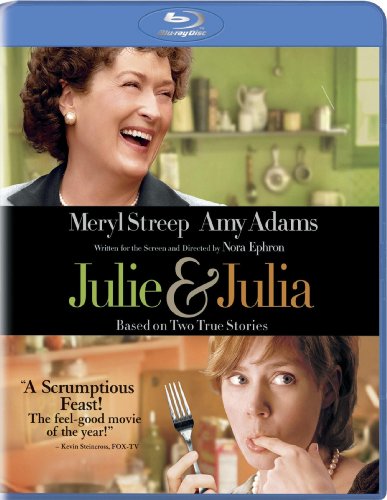 Blu-ray Disc
Meryl Streep Amy Adams
Written for the Screen and Directed by Nora Ephron
Julie & Julia
Based on Two True Stories
“A Scrumptious
Feast!
The feel-good movie
of the year!”
– Kevin Steincross, FOX-TV